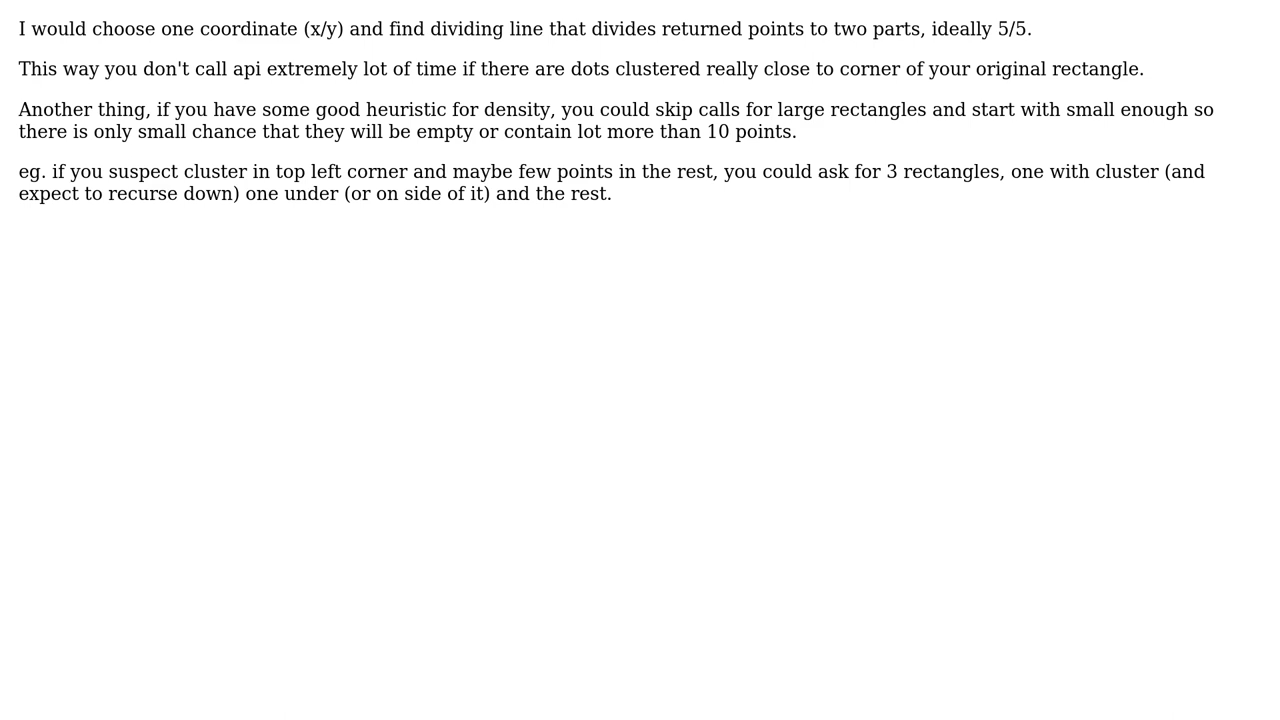 I would choose one coordinate (x/y) and find dividing line that divides returned points to two parts, ideally 5/5.
This way you don't call api extremely lot of time if there are dots clustered really close to corner of your original rectangle.
Another thing, if you have some good heuristic for density, you could skip calls for large rectangles and start with small enough so
there is only small chance that they will be empty or contain lot more than 10 points.
eg. if you suspect cluster in top left corner and maybe few points in the rest, you could ask for 3 rectangles, one with cluster (and
expect to recurse down) one under (or on side of it) and the rest.